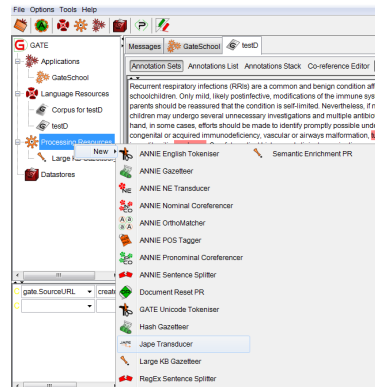 File Options Tools Help
GATE
Applications
GateSchool
Language Resources
Corpus for testD
testD
Processing Resources
New
Large KB Gazetteer
Datastores
gate.SourceURL
create
Messages GateSchool testD
Annotation Sets Annotations List Annotations Stack Co-reference Editor
Recurrent respiratory infections (RRIs) are a common and benign condition aff
schoolchildren. Only mild, likely postinfective, modifications of the immune sys
parents should be reassured that the condition is self-limited. Nevertheless, if n
children may undergo several unnecessary investigations and multiple antibio
hand, in some cases, efforts should be made to identify promptly possible unde
congenital or acquired immunodeficiency, vascular or airways malformation,
ANNIE English Tokeniser
ANNIE Gazetteer
ANNIE NE Transducer
ANNIE Nominal Coreferencer
ANNIE OrthoMatcher
ANNIE POS Tagger
ANNIE Pronominal Coreferencer
ANNIE Sentence Splitter
Document Reset PR
GATE Unicode Tokeniser
Hash Gazetteer
Jape Transducer
Large KB Gazetteer
RegEx Sentence Splitter
Semantic Enrichment PR